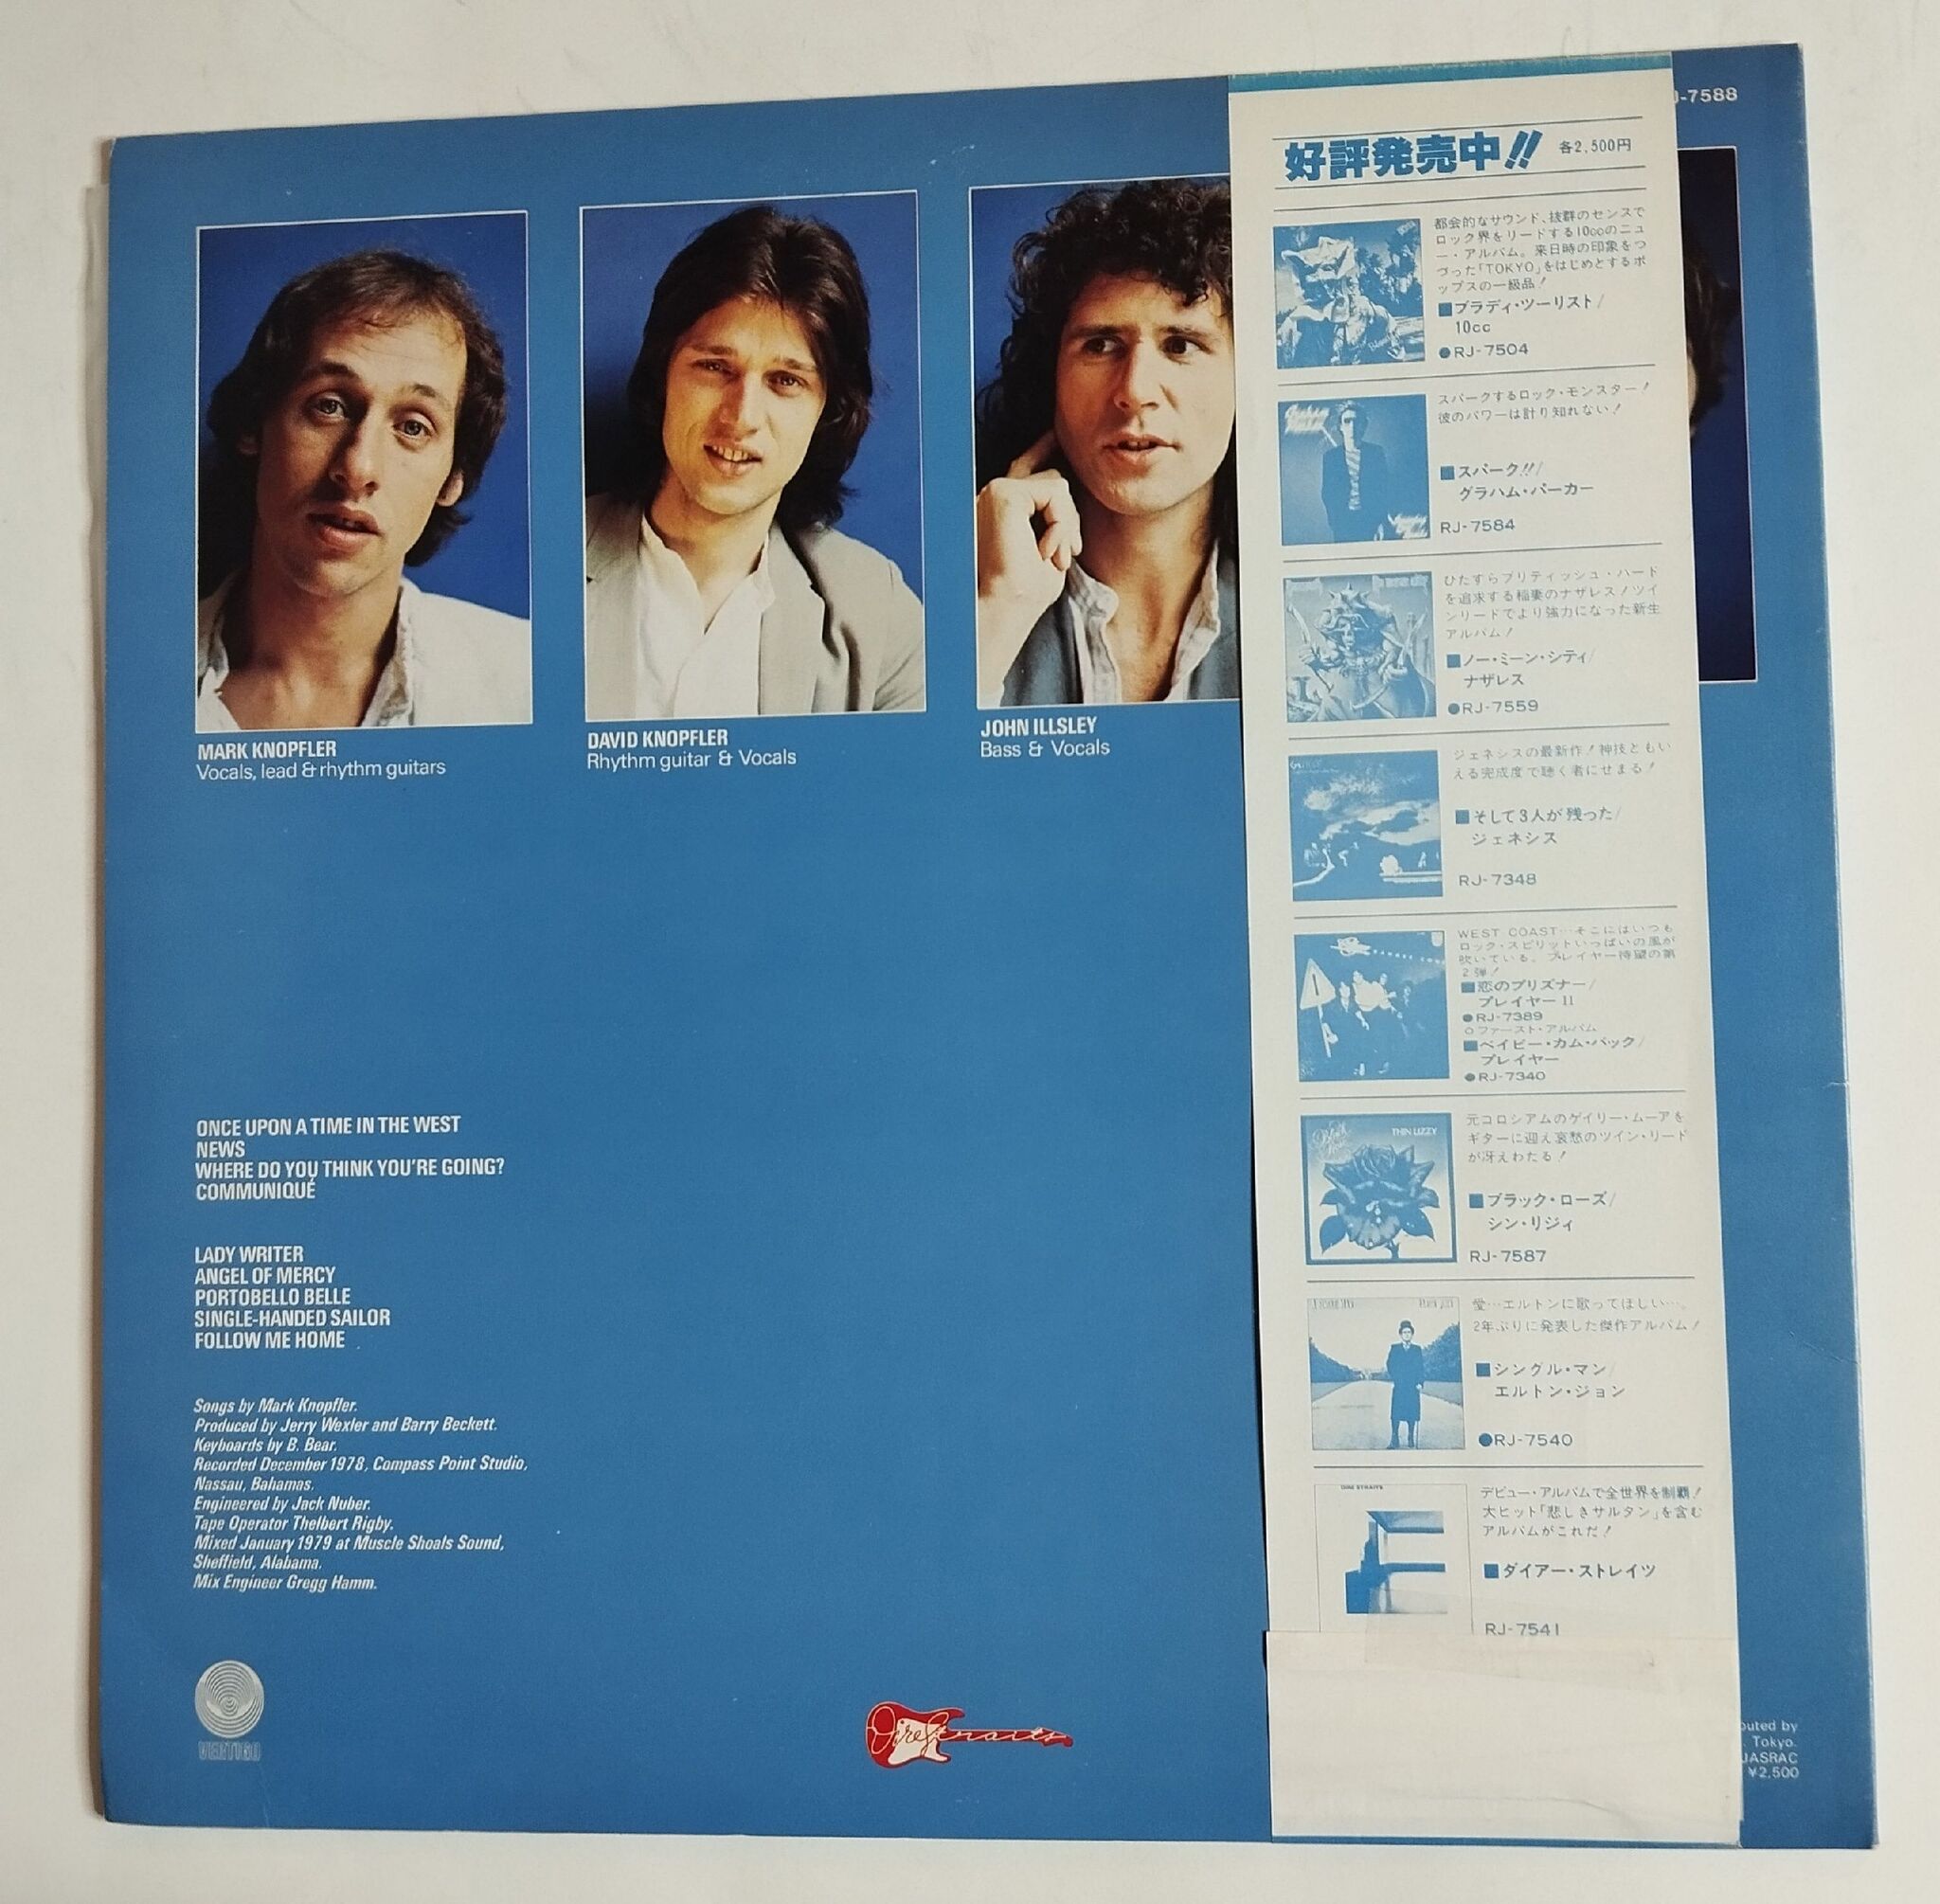 -7588
MARK KNOPFLER
Vocals, lead & rhythm guitars
DAVID KNOPFLER
Rhythm guitar & Vocals
JOHN ILLSLEY
Bass & Vocals
ONCE UPON A TIME IN THE WEST
NEWS
WHERE DO YOU THINK YOU'RE GOING?
COMMUNIQUÉ
LADY WRITER
ANGEL OF MERCY
PORTOBELLO BELLE
SINGLE-HANDED SAILOR
FOLLOW ME HOME
Songs by Mark Knopfler.
Produced by Jerry Wexler and Barry Beckett.
Keyboards by B. Bear.
Recorded December 1978, Compass Point Studio,
Nassau, Bahamas.
Engineered by Jack Nuber.
Tape Operator Thelbert Rigby.
Mixed January 1979 at Muscle Shoals Sound,
Sheffield, Alabama.
Mix Engineer Gregg Hamm.
VERTIGO
Dire Straits
好評発売中!! 各2,500円
都会的なサウンド、抜群のセンスで
ロック界をリードする10ccのニュ
ー・アルバム。来日時の印象をつ
づった「TOKYO」をはじめとするポ
ップスの一級品!
■ブラディ・ツーリスト/
10cc
●RJ-7504
スパークするロック・モンスター!
彼のパワーは計り知れない!
■スパーク!!/
グラハム・パーカー
RJ-7584
ひたすらブリティッシュ・ハード
を追求する稲妻のナザレス!ツイ
ンリードでより強力になった新生
アルバム!
■ノー・ミーン・シティ/
ナザレス
●RJ-7559
ジェネシスの最新作!神技ともい
える完成度で聴く者にせまる!
■そして3人が残った/
ジェネシス
RJ-7348
WEST COAST…そこにはいつも
ロック・スピリットいっぱいの風が
吹いている。プレイヤー待望の第
2弾!
■恋のプリズナー/
プレイヤーII
●RJ-7389
○ファースト・アルバム
■ベイビー・カム・バック/
プレイヤー
●RJ-7340
THIN LIZZY
元コロシアムのゲイリー・ムーアを
ギターに迎え哀愁のツイン・リード
が冴えわたる!
■ブラック・ローズ/
シン・リジィ
RJ-7587
愛…エルトンに歌ってほしい…。
2年ぶりに発表した傑作アルバム!
■シングル・マン/
エルトン・ジョン
●RJ-7540
DIRE STRAITS
デビュー・アルバムで全世界を制覇!
大ヒット「悲しきサルタン」を含む
アルバムがこれだ!
■ダイアー・ストレイツ
RJ-7541
buted by
. Tokyo.
JASRAC
¥2,500